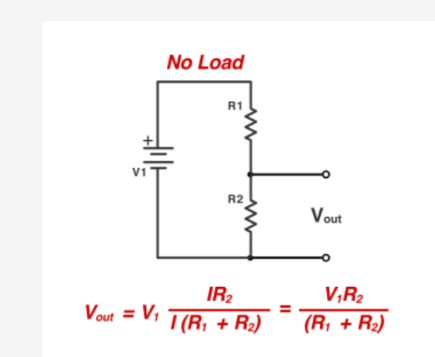 No Load
R1
+
V1
R2
Vout
Vout = V1 IR2 / I (R1 + R2) = V1R2 / (R1 + R2)